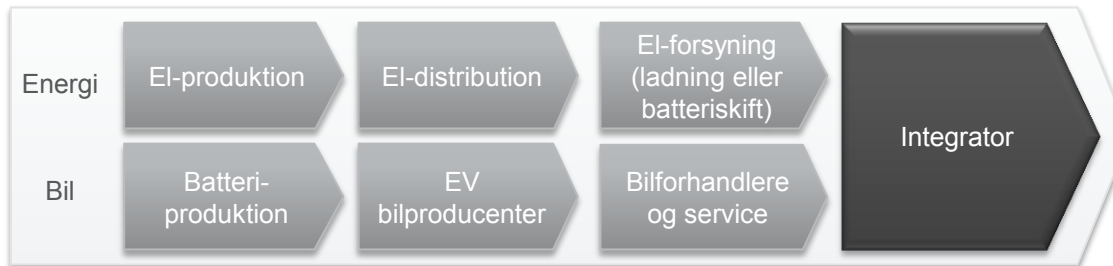 Energi
El-produktion
El-distribution
El-forsyning
(ladning eller
batteriskift)
Integrator
Bil
Batteri-
produktion
EV
bilproducenter
Bilforhandlere
og service